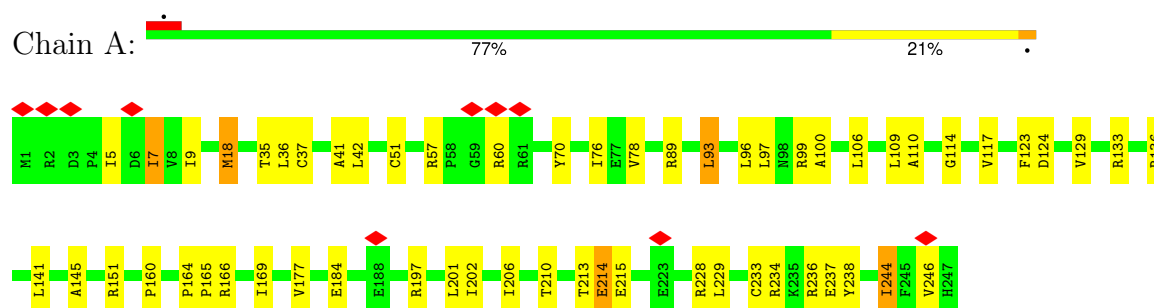 Chain A:
77% 21%
M1 R2 D3 P4 I5 D6 I7 V8 I9 M18 T35 L36 C37 A41 L42 C51 R57 P58 G59 R60 R61 Y70 I76 E77 V78 R89 L93 L96 L97 N98 R99 A100 L106 L109 A110 G114 V117 F123 D124 V129 R133
L141 A145 R151 P160 P164 P165 R166 I169 V177 E184 E188 R197 L201 I202 I206 T210 T213 E214 E215 E223 R228 L229 C233 R234 K235 R236 E237 Y238 I244 F245 V246 H247